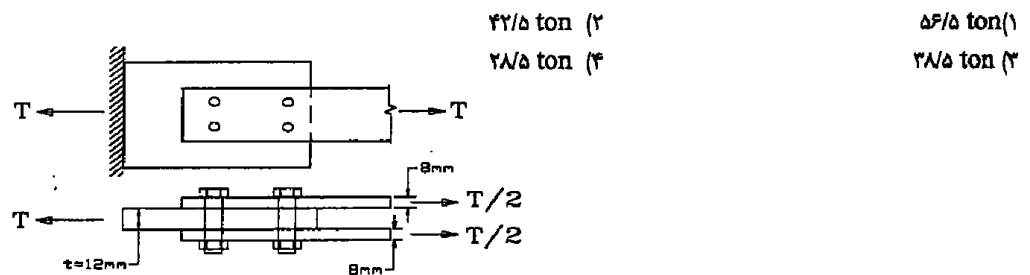 ۱) ۵۶/۵ ton
۲) ۴۲/۵ ton
۳) ۳۸/۵ ton
۴) ۲۸/۵ ton
T
T
8mm
T/2
T
T/2
t=12mm
8mm